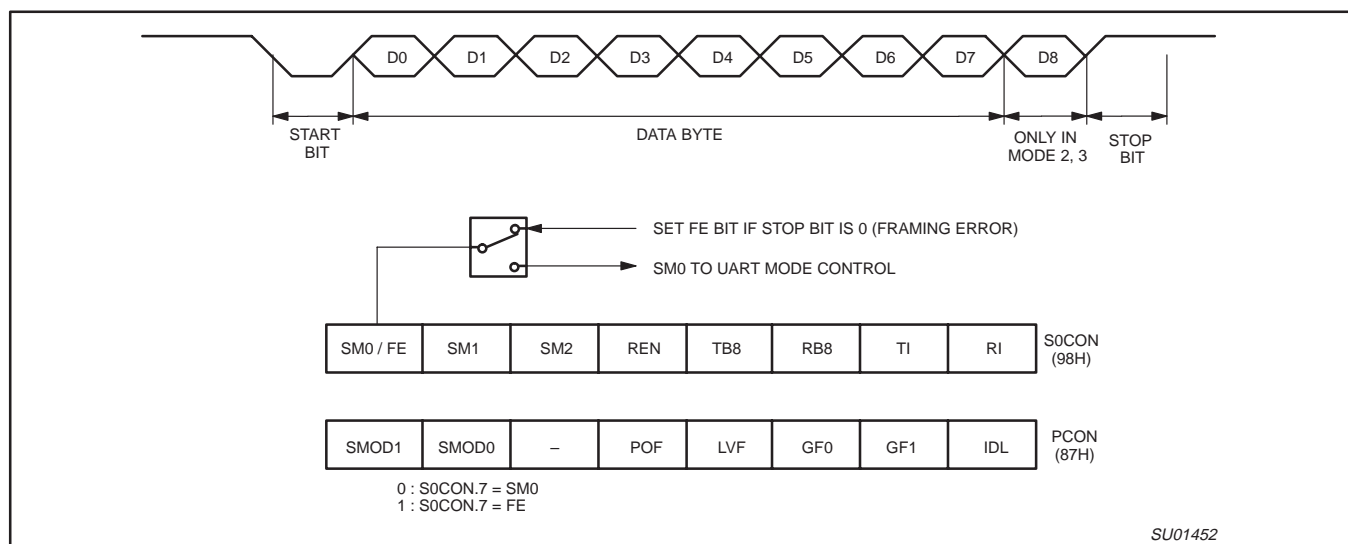 D0 D1 D2 D3 D4 D5 D6 D7 D8
START
BIT
DATA BYTE
ONLY IN
MODE 2, 3
STOP
BIT
SET FE BIT IF STOP BIT IS 0 (FRAMING ERROR)
SM0 TO UART MODE CONTROL
SM0 / FE SM1 SM2 REN TB8 RB8 TI RI
S0CON
(98H)
SMOD1 SMOD0 – POF LVF GF0 GF1 IDL
PCON
(87H)
0 : S0CON.7 = SM0
1 : S0CON.7 = FE
SU01452